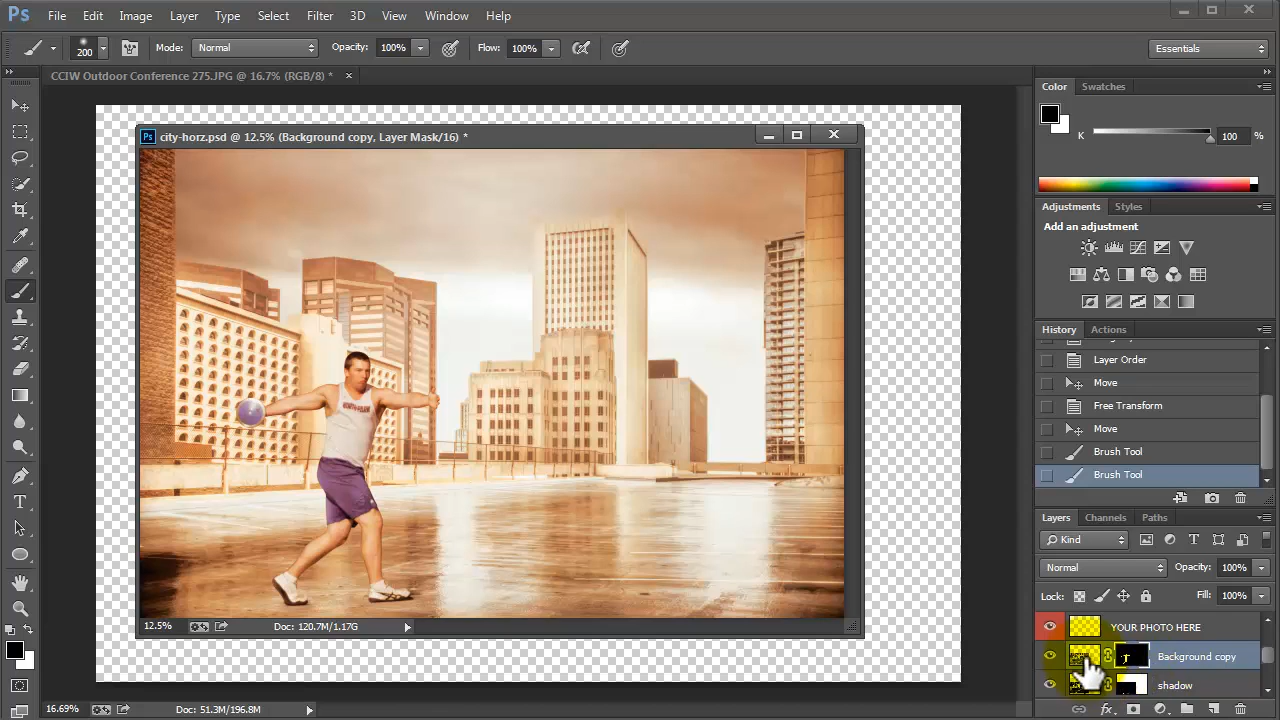 Ps File Edit Image Layer Type Select Filter 3D View Window Help
200 Mode: Normal Opacity: 100% Flow: 100% Essentials
CCIW Outdoor Conference 275.JPG @ 16.7% (RGB/8) * ×
Color Swatches
K 100 %
Ps city-horz.psd @ 12.5% (Background copy, Layer Mask/16) *
Adjustments Styles
Add an adjustment
History Actions
Layer Order
Move
Free Transform
Move
Brush Tool
Brush Tool
Layers Channels Paths
Kind
Normal Opacity: 100%
Lock: Fill: 100%
YOUR PHOTO HERE
Background copy
shadow
12.5% Doc: 120.7M/1.17G
16.69% Doc: 51.3M/196.8M